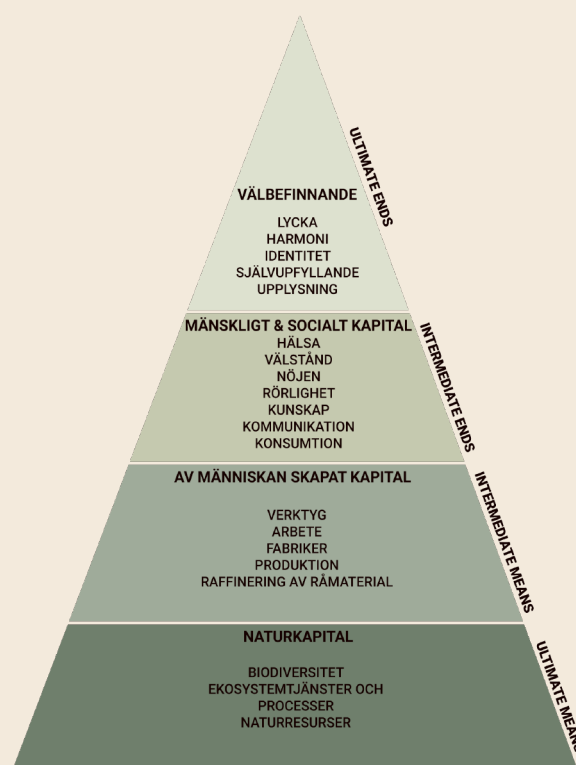 ULTIMATE ENDS
VÄLBEFINNANDE
LYCKA
HARMONI
IDENTITET
SJÄLVUPFYLLANDE
UPPLYSNING
INTERMEDIATE ENDS
MÄNSKLIGT & SOCIALT KAPITAL
HÄLSA
VÄLSTÅND
NÖJEN
RÖRLIGHET
KUNSKAP
KOMMUNIKATION
KONSUMTION
INTERMEDIATE MEANS
AV MÄNNISKAN SKAPAT KAPITAL
VERKTYG
ARBETE
FABRIKER
PRODUKTION
RAFFINERING AV RÅMATERIAL
ULTIMATE MEANS
NATURKAPITAL
BIODIVERSITET
EKOSYSTEMTJÄNSTER OCH
PROCESSER
NATURRESURSER